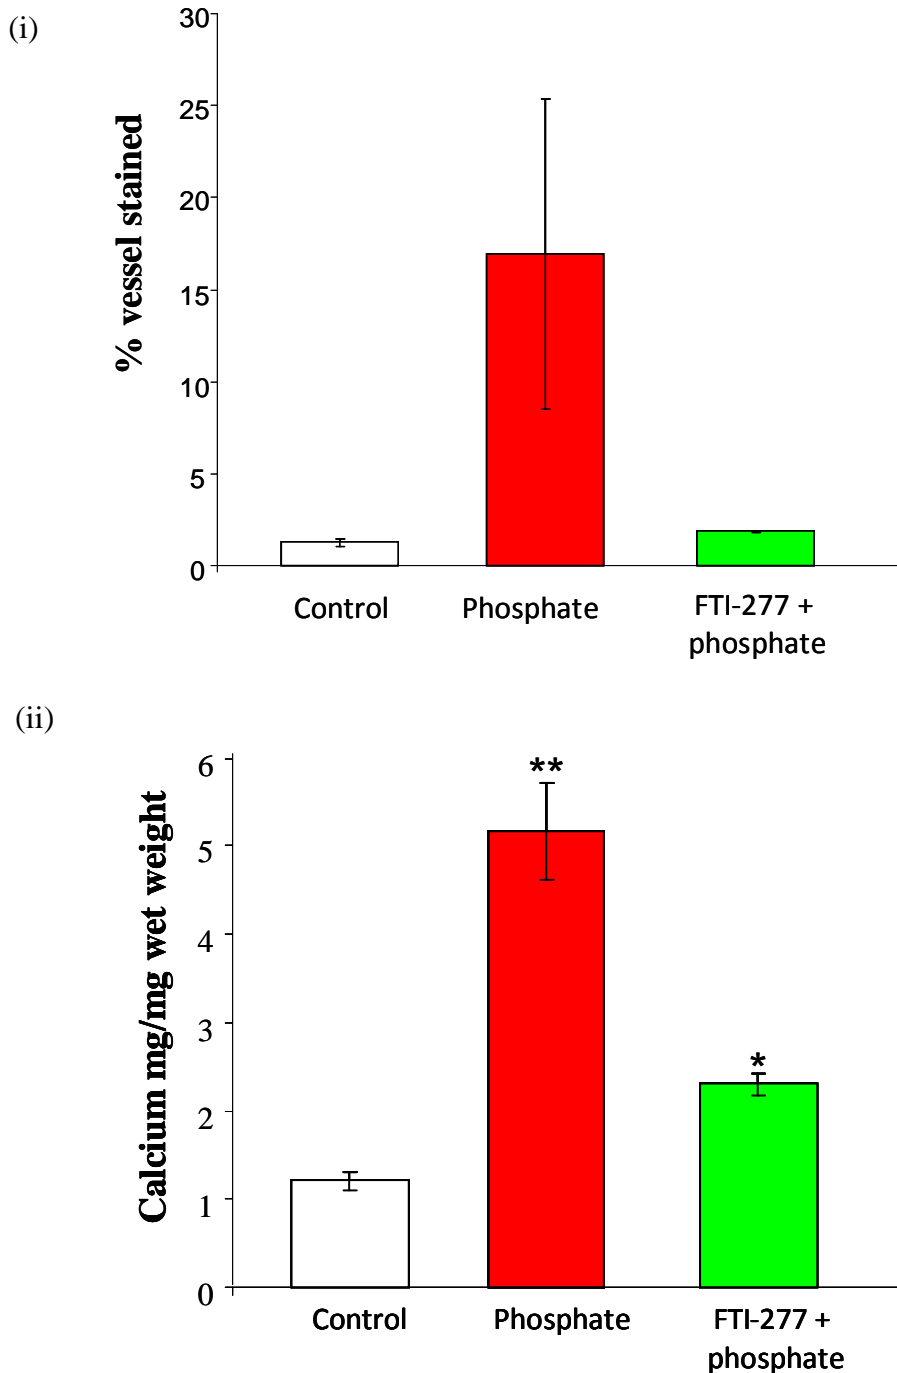 (i)
% vessel stained
30
25
20
15
10
5
0
Control
Phosphate
FTI-277 +
phosphate
(ii)
Calcium mg/mg wet weight
6
5
4
3
2
1
0
**
*
Control
Phosphate
FTI-277 +
phosphate